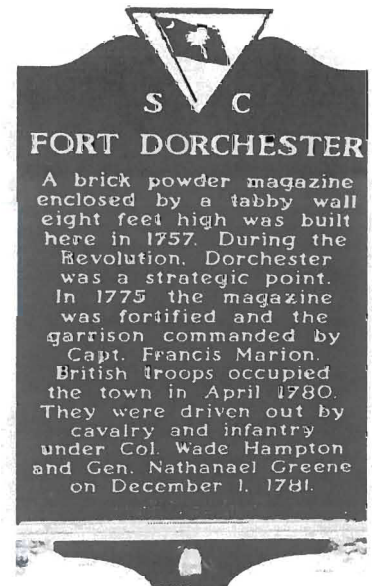 S C
FORT DORCHESTER
A brick powder magazine
enclosed by a tabby wall
eight feet high was built
here in 1757. During the
Revolution, Dorchester
was a strategic point.
In 1775 the magazine
was fortified and the
garrison commanded by
Capt. Francis Marion.
British troops occupied
the town in April 1780.
They were driven out by
cavalry and infantry
under Col. Wade Hampton
and Gen. Nathanael Greene
on December 1, 1781.